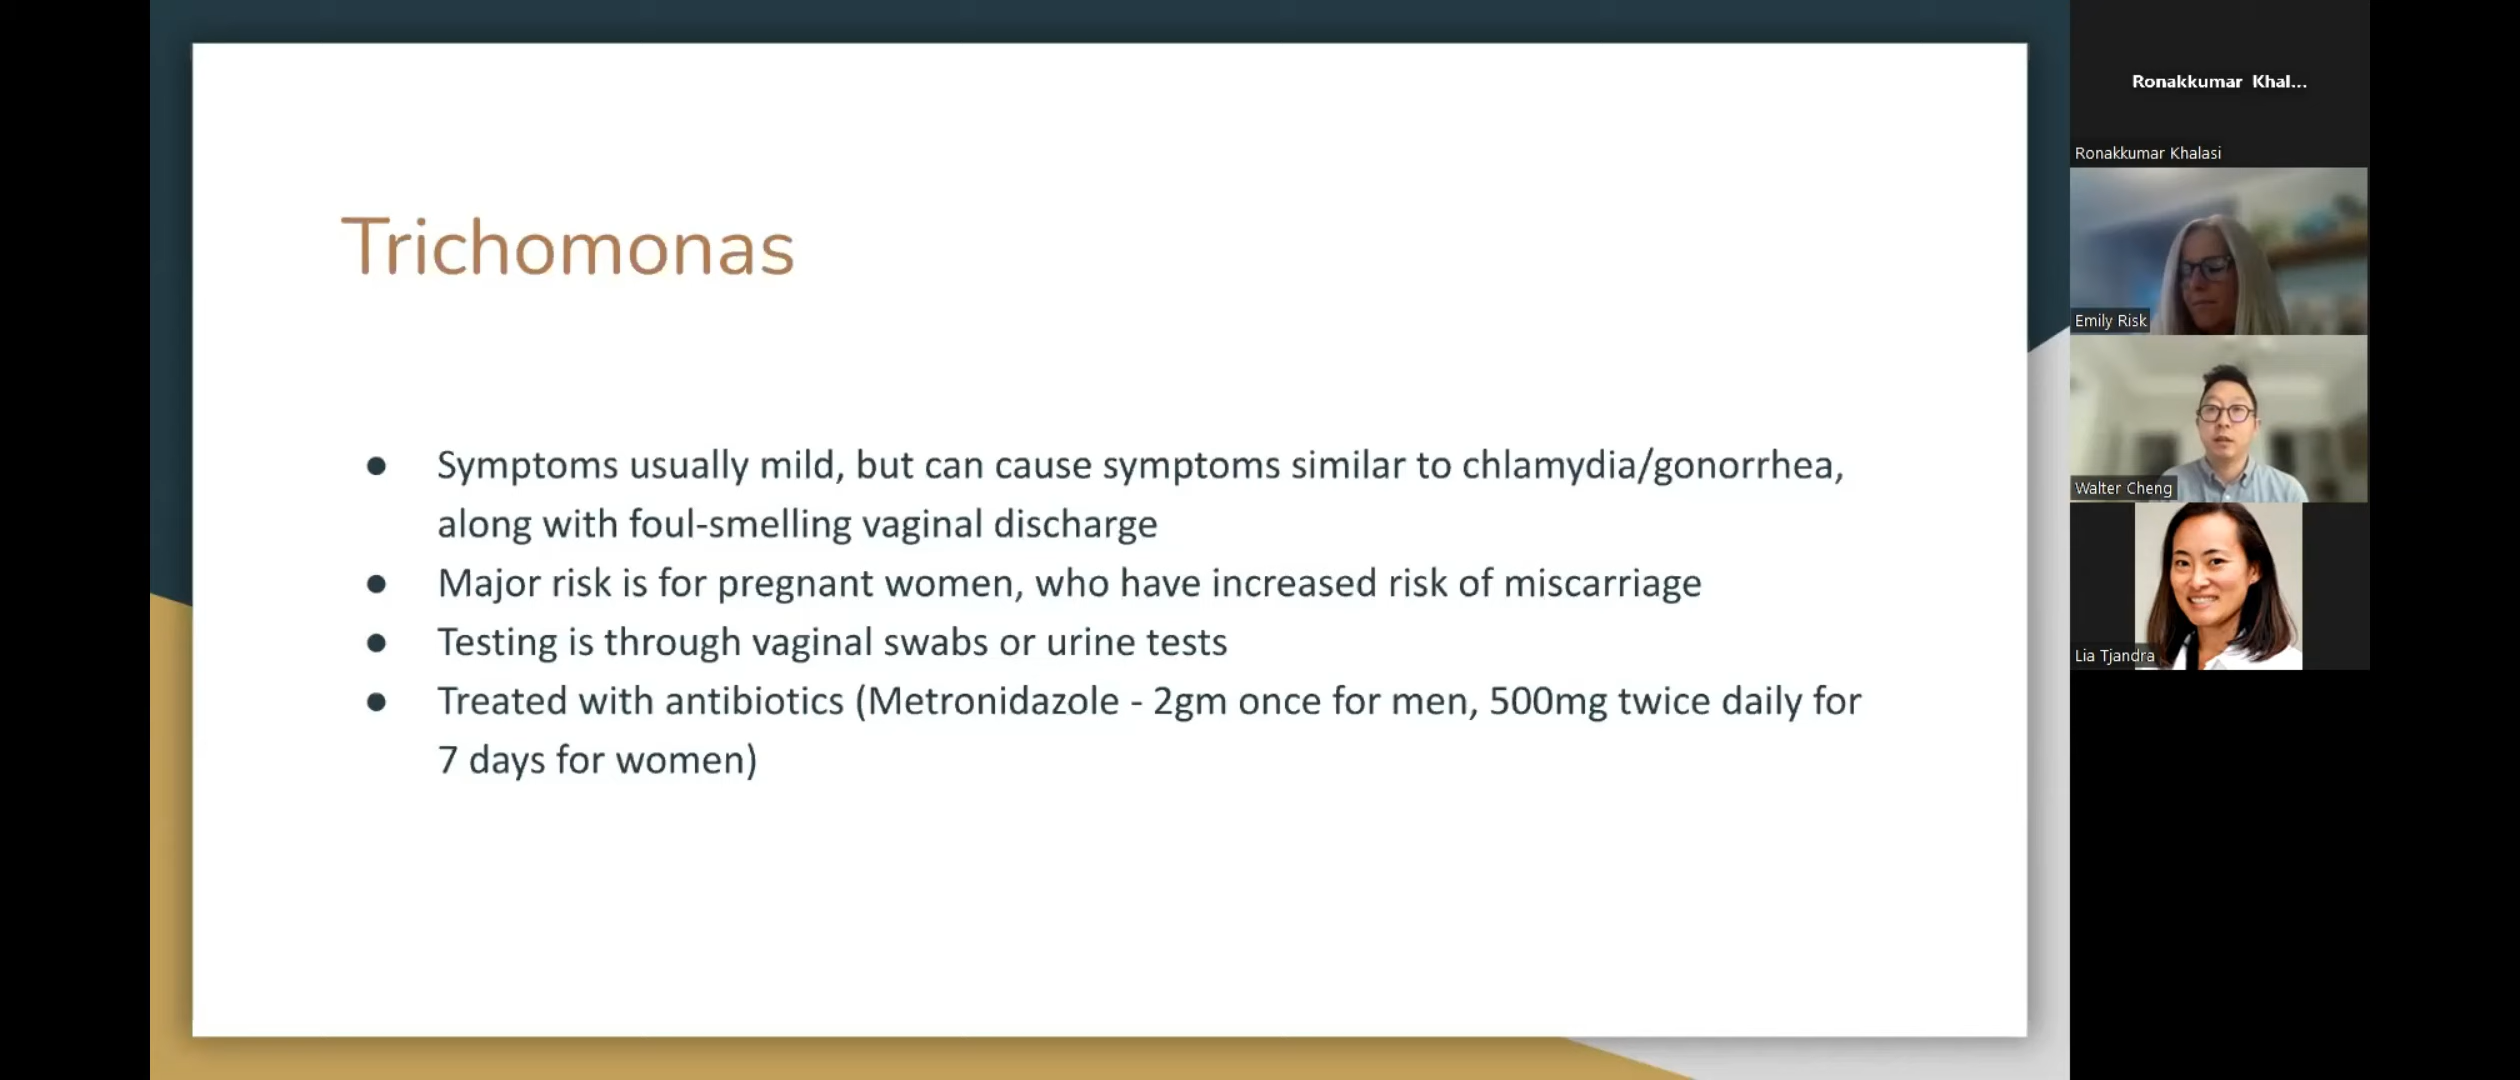 Trichomonas
● Symptoms usually mild, but can cause symptoms similar to chlamydia/gonorrhea,
along with foul-smelling vaginal discharge
● Major risk is for pregnant women, who have increased risk of miscarriage
● Testing is through vaginal swabs or urine tests
● Treated with antibiotics (Metronidazole - 2gm once for men, 500mg twice daily for
7 days for women)
Ronakkumar Khal...
Ronakkumar Khalasi
Emily Risk
Walter Cheng
Lia Tjandra